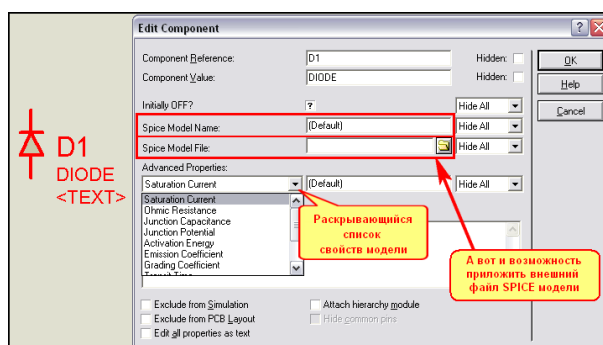 Edit Component
D1
DIODE
<TEXT>
Component Reference:
D1
Hidden:
OK
Component Value:
DIODE
Hidden:
Help
Cancel
Initially OFF?
?
Hide All
Spice Model Name:
(Default)
Hide All
Spice Model File:
Hide All
Advanced Properties:
Saturation Current
(Default)
Hide All
Saturation Current
Ohmic Resistance
Junction Capacitance
Junction Potential
Activation Energy
Emission Coefficient
Grading Coefficient
Transit Time
Раскрывающийся
список
свойств модели
А вот и возможность
приложить внешний
файл SPICE модели
Exclude from Simulation
Attach hierarchy module
Exclude from PCB Layout
Hide common pins
Edit all properties as text